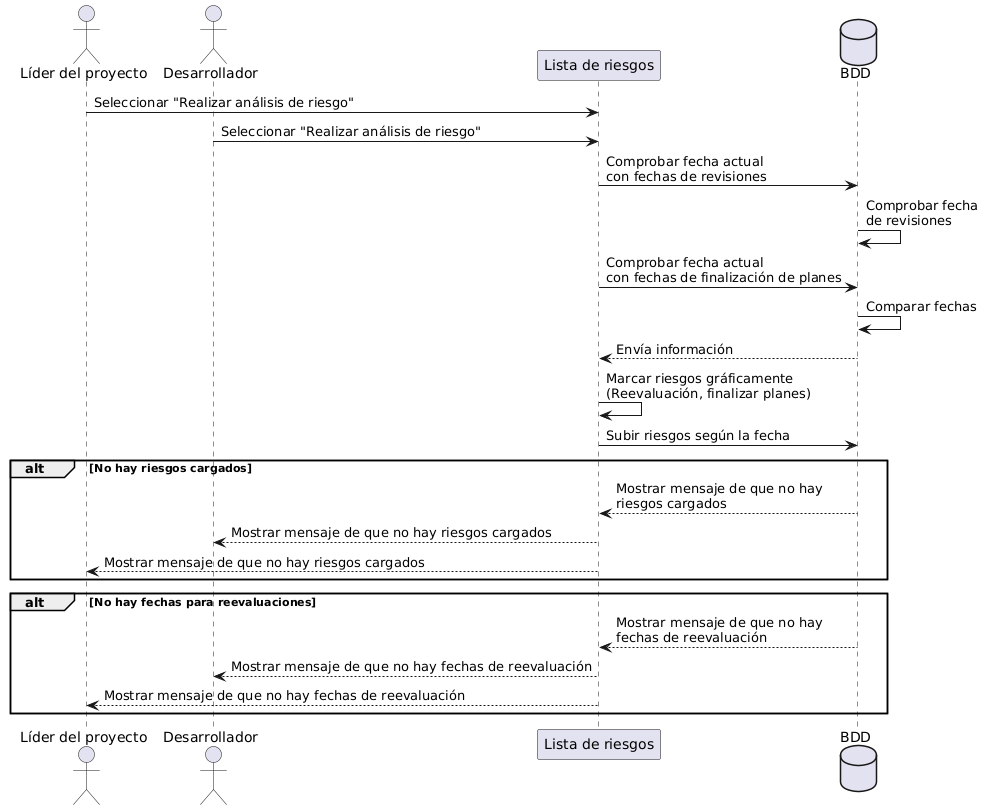 Líder del proyecto
Desarrollador
Lista de riesgos
BDD
Seleccionar "Realizar análisis de riesgo"
Seleccionar "Realizar análisis de riesgo"
Comprobar fecha actual
con fechas de revisiones
Comprobar fecha
de revisiones
Comprobar fecha actual
con fechas de finalización de planes
Comparar fechas
Envía información
Marcar riesgos gráficamente
(Reevaluación, finalizar planes)
Subir riesgos según la fecha
alt
[No hay riesgos cargados]
Mostrar mensaje de que no hay
riesgos cargados
Mostrar mensaje de que no hay riesgos cargados
Mostrar mensaje de que no hay riesgos cargados
alt
[No hay fechas para reevaluaciones]
Mostrar mensaje de que no hay
fechas de reevaluación
Mostrar mensaje de que no hay fechas de reevaluación
Mostrar mensaje de que no hay fechas de reevaluación
Líder del proyecto
Desarrollador
Lista de riesgos
BDD